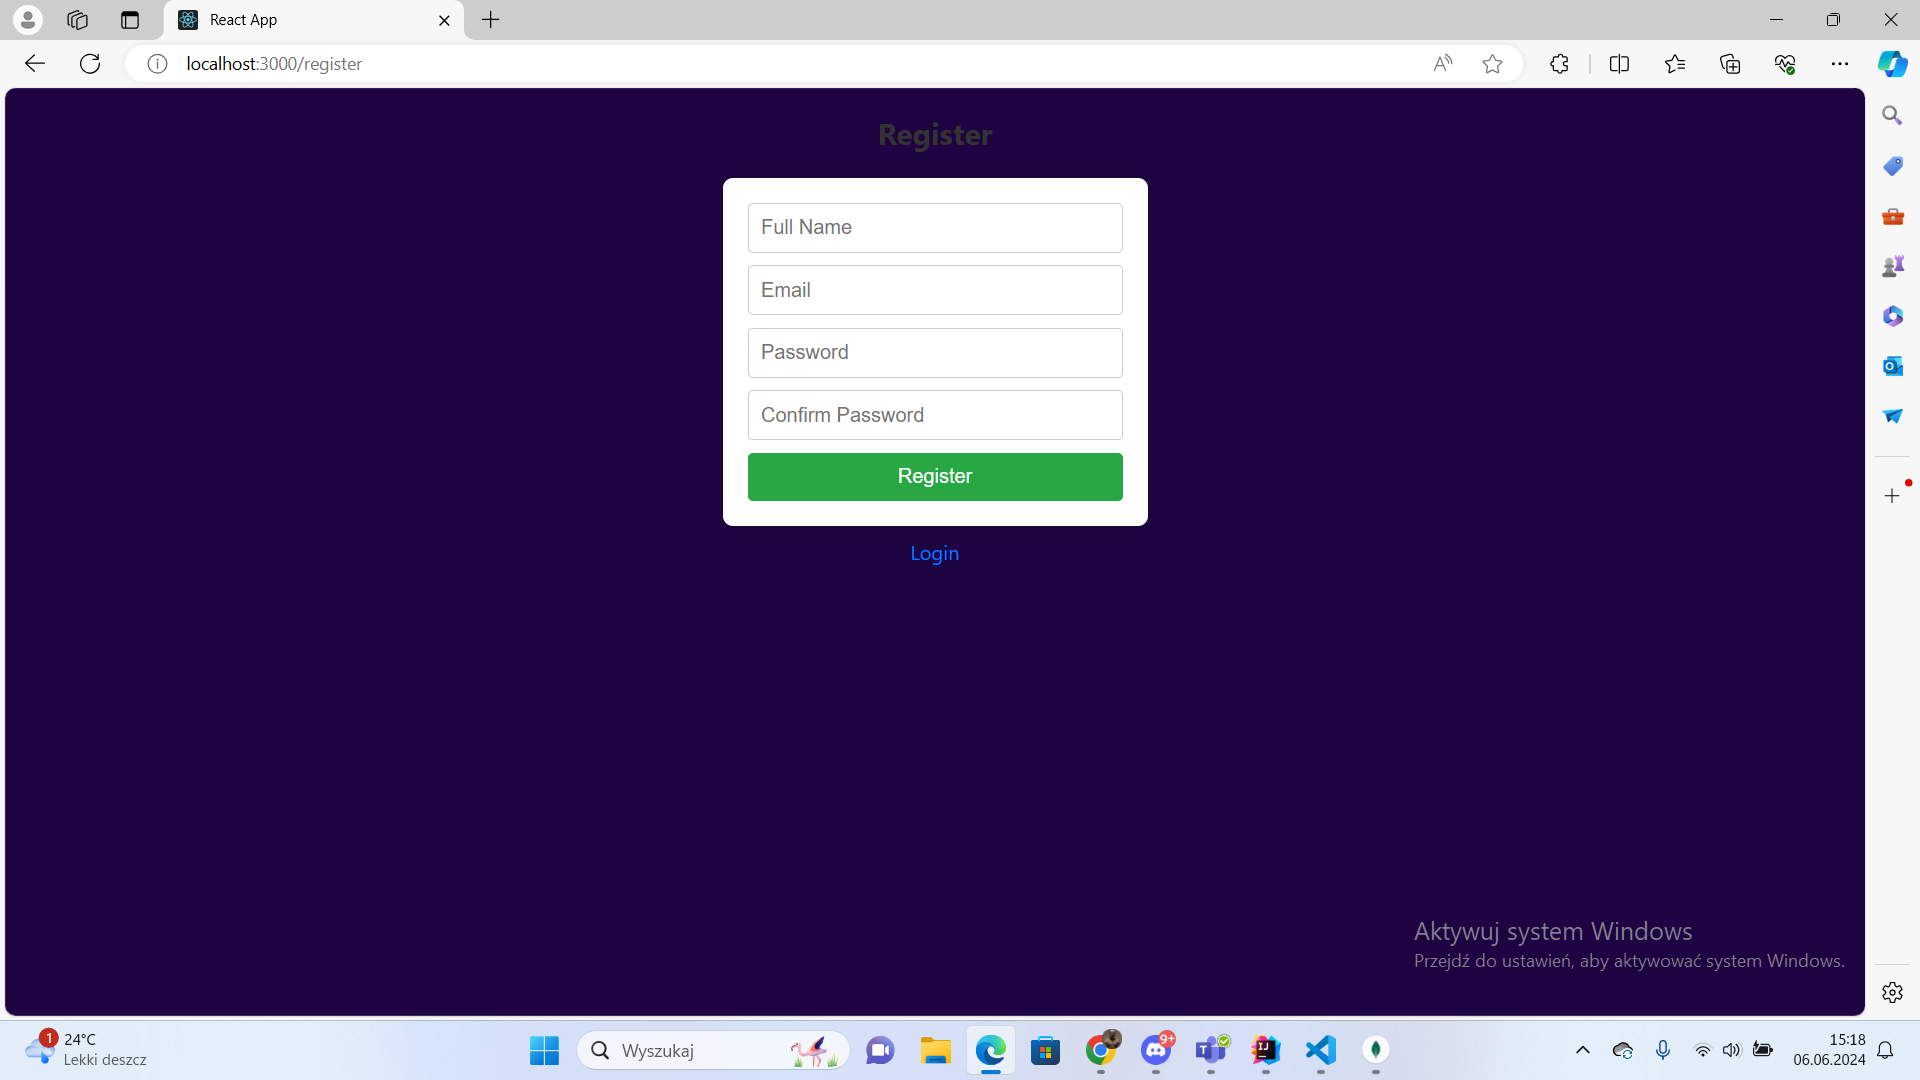 React App
localhost:3000/register
Register
Full Name
Email
Password
Confirm Password
Register
Login
Aktywuj system Windows
Przejdź do ustawień, aby aktywować system Windows.
1
24°C
Lekki deszcz
Wyszukaj
9+
15:18
06.06.2024